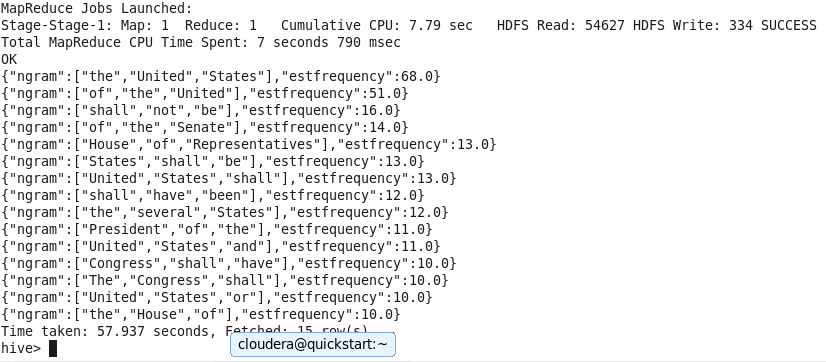 MapReduce Jobs Launched:
Stage-Stage-1: Map: 1  Reduce: 1   Cumulative CPU: 7.79 sec   HDFS Read: 54627 HDFS Write: 334 SUCCESS
Total MapReduce CPU Time Spent: 7 seconds 790 msec
OK
{"ngram":["the","United","States"],"estfrequency":68.0}
{"ngram":["of","the","United"],"estfrequency":51.0}
{"ngram":["shall","not","be"],"estfrequency":16.0}
{"ngram":["of","the","Senate"],"estfrequency":14.0}
{"ngram":["House","of","Representatives"],"estfrequency":13.0}
{"ngram":["States","shall","be"],"estfrequency":13.0}
{"ngram":["United","States","shall"],"estfrequency":13.0}
{"ngram":["shall","have","been"],"estfrequency":12.0}
{"ngram":["the","several","States"],"estfrequency":12.0}
{"ngram":["President","of","the"],"estfrequency":11.0}
{"ngram":["United","States","and"],"estfrequency":11.0}
{"ngram":["Congress","shall","have"],"estfrequency":10.0}
{"ngram":["The","Congress","shall"],"estfrequency":10.0}
{"ngram":["United","States","or"],"estfrequency":10.0}
{"ngram":["the","House","of"],"estfrequency":10.0}
Time taken: 57.937 seconds, Fetched: 15 row(s)
cloudera@quickstart:~
hive>